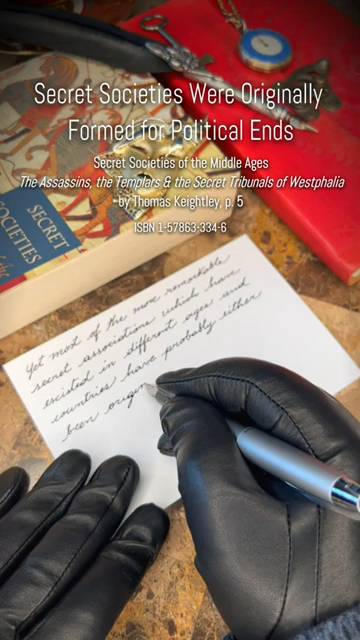 Secret Societies Were Originally
Formed for Political Ends
Secret Societies of the Middle Ages
The Assassins, the Templars & the Secret Tribunals of Westphalia
by Thomas Keightley, p. 5
ISBN 1-57863-334-6
SECRET
SOCIETIES
Yet most of the more remarkable
secret associations which have
existed in different ages and
countries have probably either
been origin